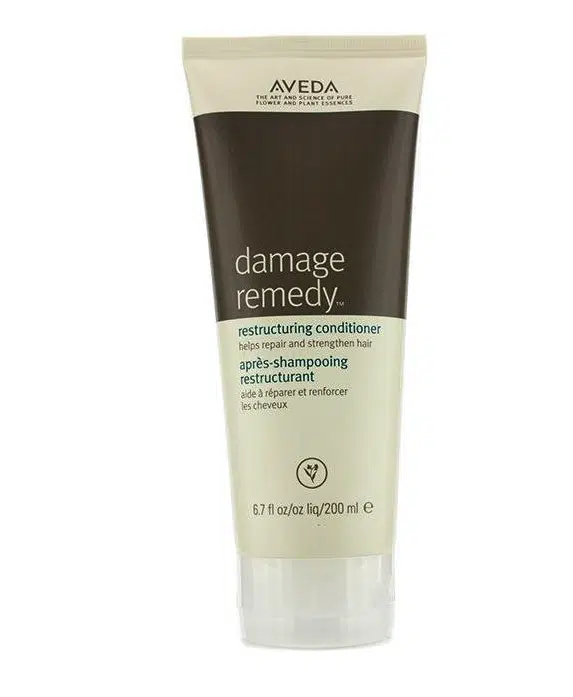 AVEDA
THE ART AND SCIENCE OF PURE
FLOWER AND PLANT ESSENCES
damage
remedy™
restructuring conditioner
helps repair and strengthen hair
après-shampooing
restructurant
aide à réparer et renforcer
les cheveux
6.7 fl oz/oz liq/200 ml ℮